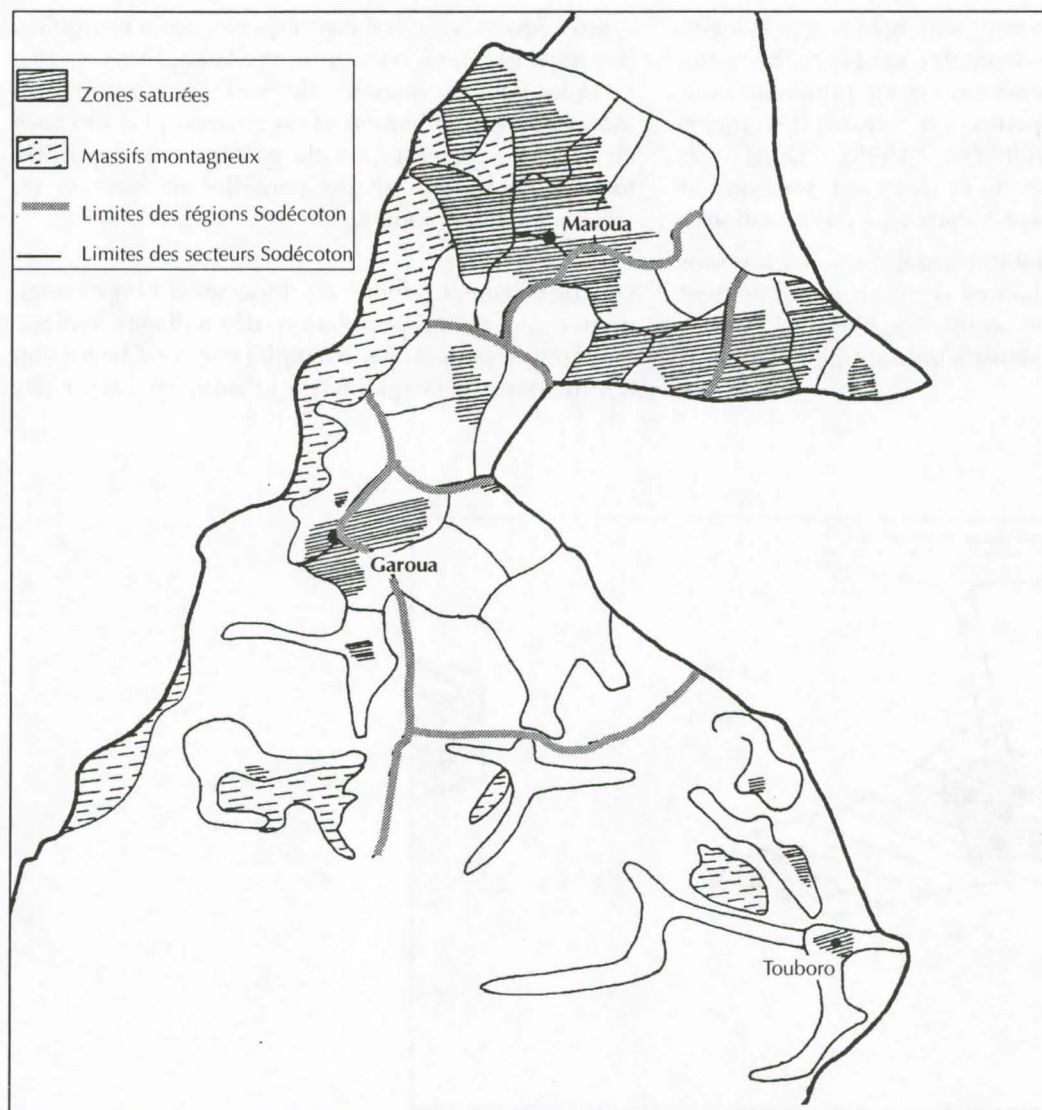 Zones saturées
Massifs montagneux
Limites des régions Sodécoton
Limites des secteurs Sodécoton
Maroua
Garoua
Touboro